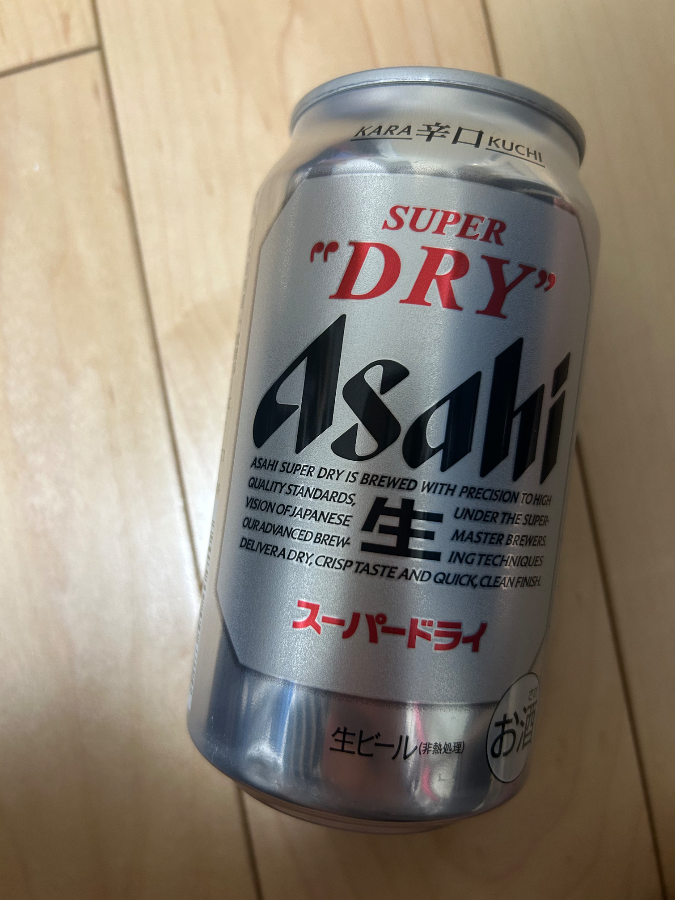 KARA 辛口 KUCHI
SUPER
"DRY"
Asahi
ASAHI SUPER DRY IS BREWED WITH PRECISION TO HIGH
QUALITY STANDARDS, UNDER THE SUPER-
VISION OF JAPANESE MASTER BREWERS.
生
OUR ADVANCED BREW- ING TECHNIQUES
DELIVER A DRY, CRISP TASTE AND QUICK, CLEAN FINISH.
スーパードライ
生ビール(非熱処理)
お酒